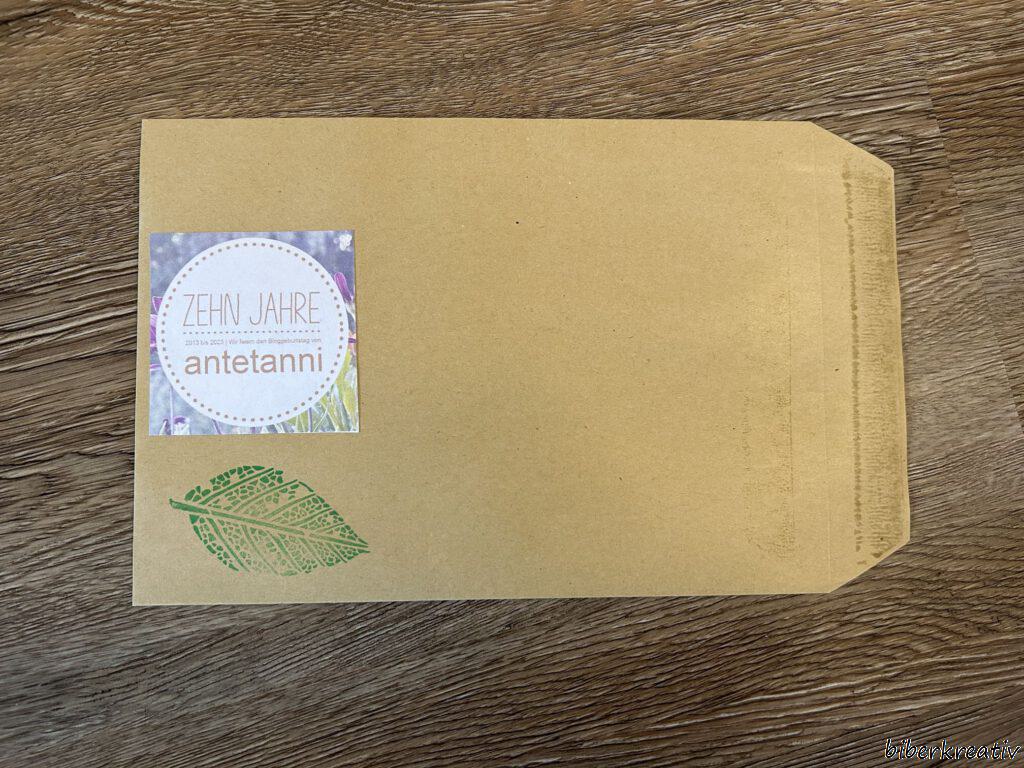 ZEHN JAHRE
2013 bis 2023 | Wir feiern den Bloggeburtstag von
antetanni
biberkreativ